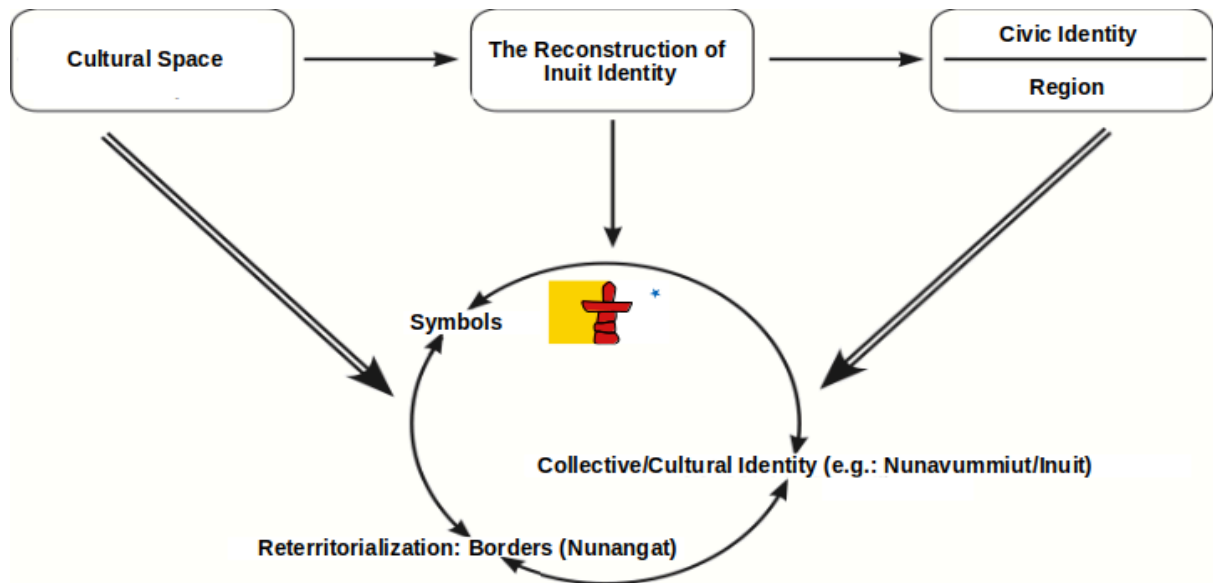 Cultural Space
The Reconstruction of
Inuit Identity
Civic Identity
Region
Symbols
Collective/Cultural Identity (e.g.: Nunavummiut/Inuit)
Reterritorialization: Borders (Nunangat)